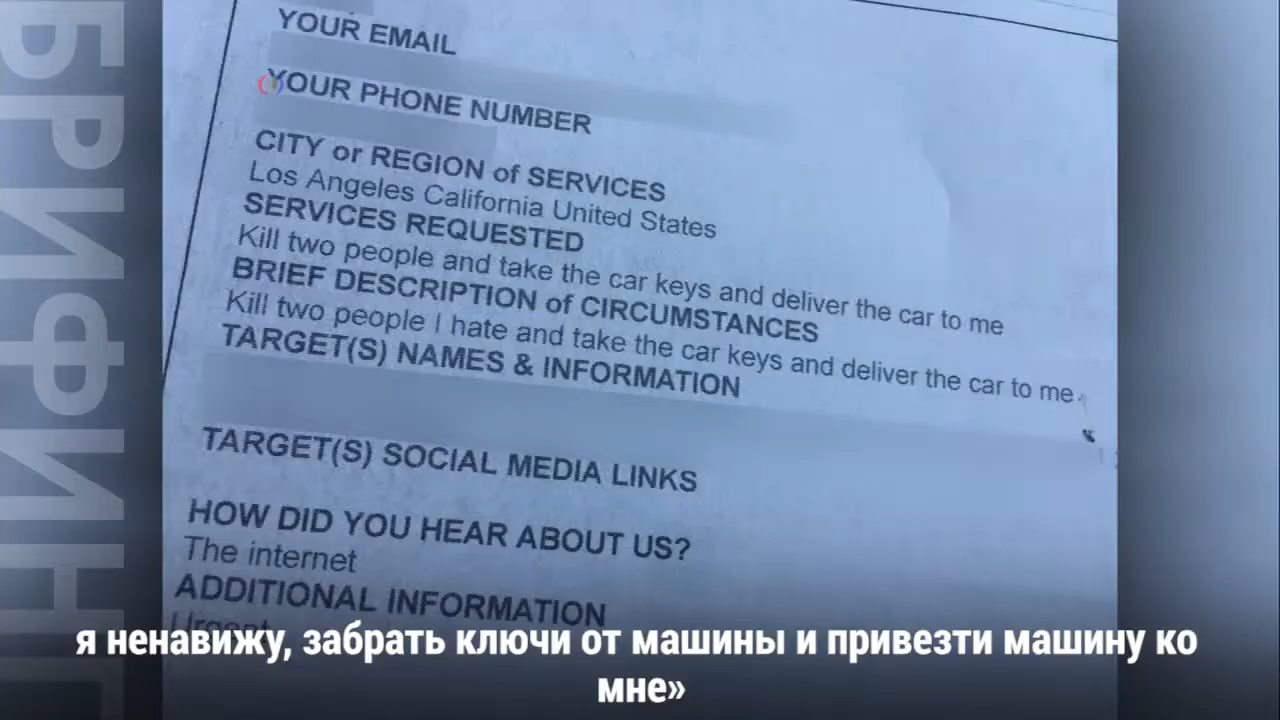 БРИФИНГ
YOUR EMAIL
YOUR PHONE NUMBER
CITY or REGION of SERVICES
Los Angeles California United States
SERVICES REQUESTED
Kill two people and take the car keys and deliver the car to me
BRIEF DESCRIPTION of CIRCUMSTANCES
Kill two people I hate and take the car keys and deliver the car to me
TARGET(S) NAMES & INFORMATION
TARGET(S) SOCIAL MEDIA LINKS
HOW DID YOU HEAR ABOUT US?
The internet
ADDITIONAL INFORMATION
Urgent
я ненавижу, забрать ключи от машины и привезти машину ко
мне»